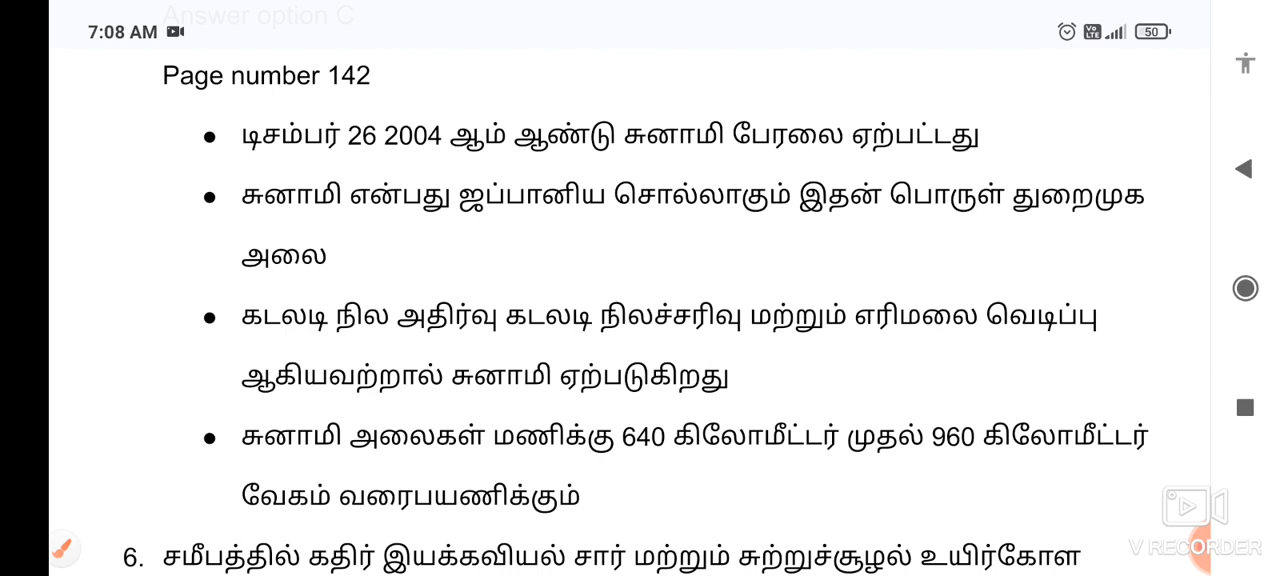 Answer option C
7:08 AM
50
Page number 142
டிசம்பர் 26 2004 ஆம் ஆண்டு சுனாமி பேரலை ஏற்பட்டது
சுனாமி என்பது ஜப்பானிய சொல்லாகும் இதன் பொருள் துறைமுக
அலை
கடலடி நில அதிர்வு கடலடி நிலச்சரிவு மற்றும் எரிமலை வெடிப்பு
ஆகியவற்றால் சுனாமி ஏற்படுகிறது
சுனாமி அலைகள் மணிக்கு 640 கிலோமீட்டர் முதல் 960 கிலோமீட்டர்
வேகம் வரைபயணிக்கும்
V RECORDER
6. சமீபத்தில் கதிர் இயக்கவியல் சார் மற்றும் சுற்றுச்சூழல் உயிர்கோள